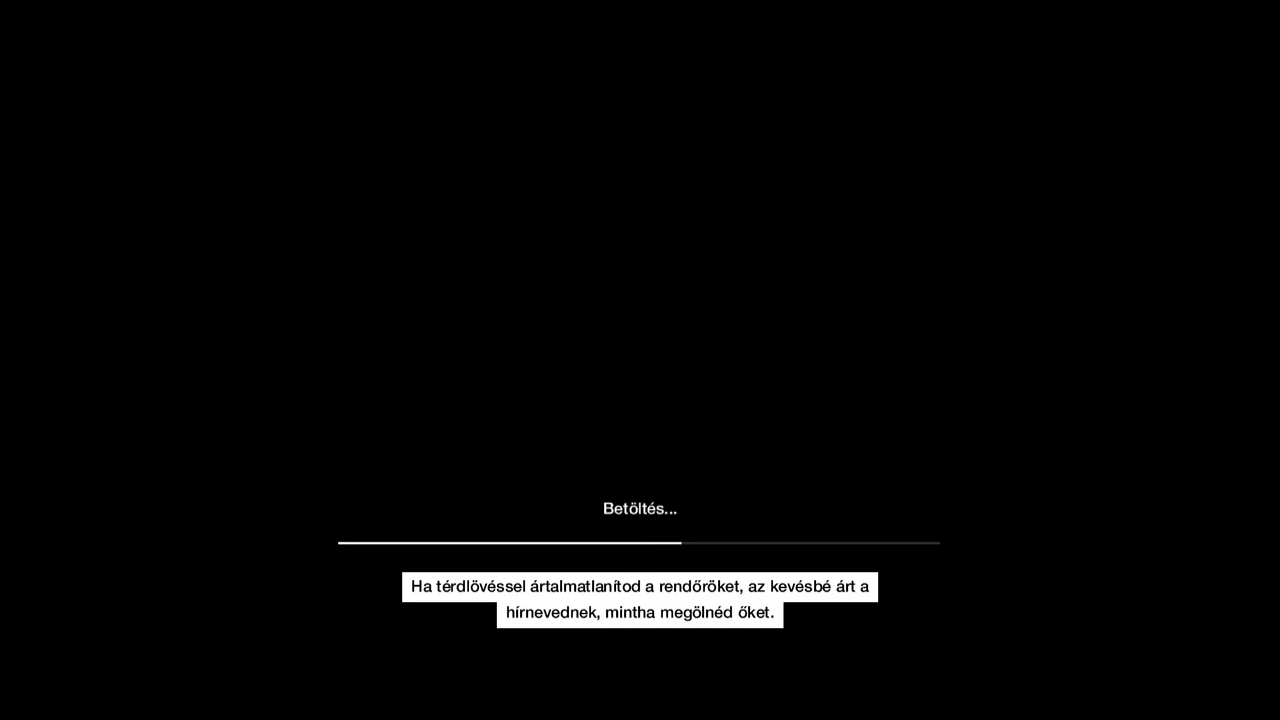 Betöltés...
Ha térdlövéssel ártalmatlanítod a rendőröket, az kevésbé árt a
hírnevednek, mintha megölnéd őket.